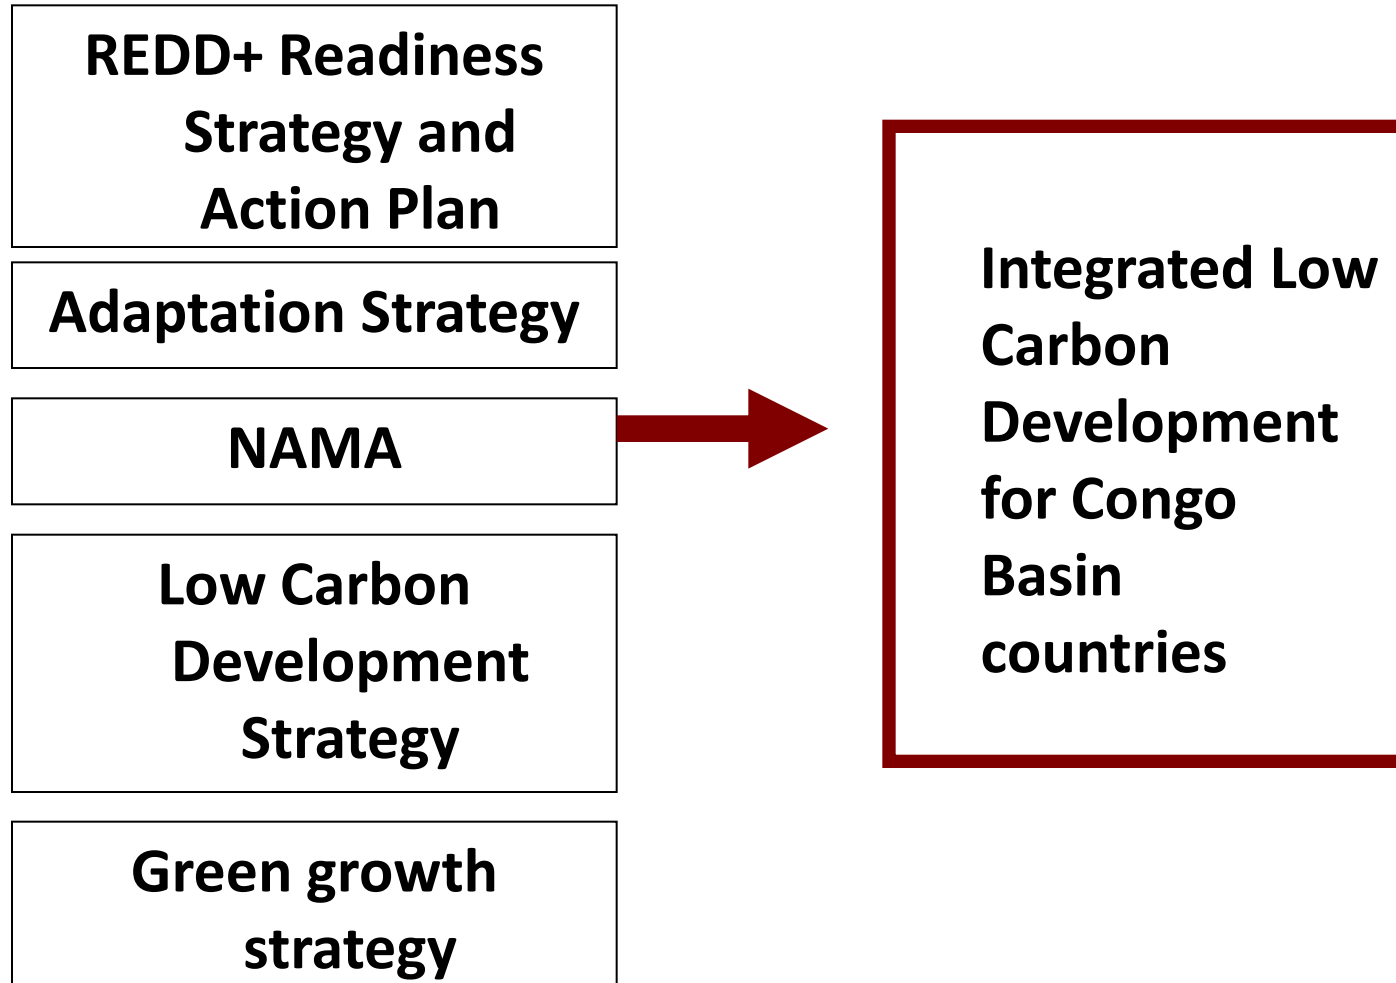 REDD+ Readiness
Strategy and
Action Plan
Adaptation Strategy
NAMA
Low Carbon
Development
Strategy
Green growth
strategy
Integrated Low
Carbon
Development
for Congo
Basin
countries